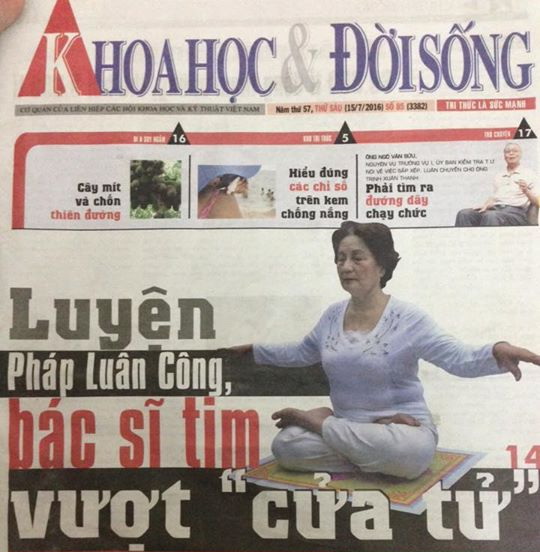 KHOA HỌC & ĐỜI SỐNG
CƠ QUAN CỦA LIÊN HIỆP CÁC HỘI KHOA HỌC VÀ KỸ THUẬT VIỆT NAM
Năm thứ 57, THỨ SÁU (15/7/2016) SỐ 85 (3382)
TRI THỨC LÀ SỨC MẠNH
ĐI & SUY NGẪM 16
Cây mít
và chốn
thiên đường
KHO TRI THỨC 5
Hiểu đúng
các chỉ số
trên kem
chống nắng
TRÒ CHUYỆN 17
ÔNG NGÔ VĂN SỬU,
NGUYÊN VỤ TRƯỞNG VỤ I, ỦY BAN KIỂM TRA T.Ư
NÓI VỀ VIỆC SẮP XẾP, LUÂN CHUYỂN CHO ÔNG
TRỊNH XUÂN THANH
Phải tìm ra
đường dây
chạy chức
Luyện
Pháp Luân Công,
bác sĩ tim
14
vượt "cửa tử"